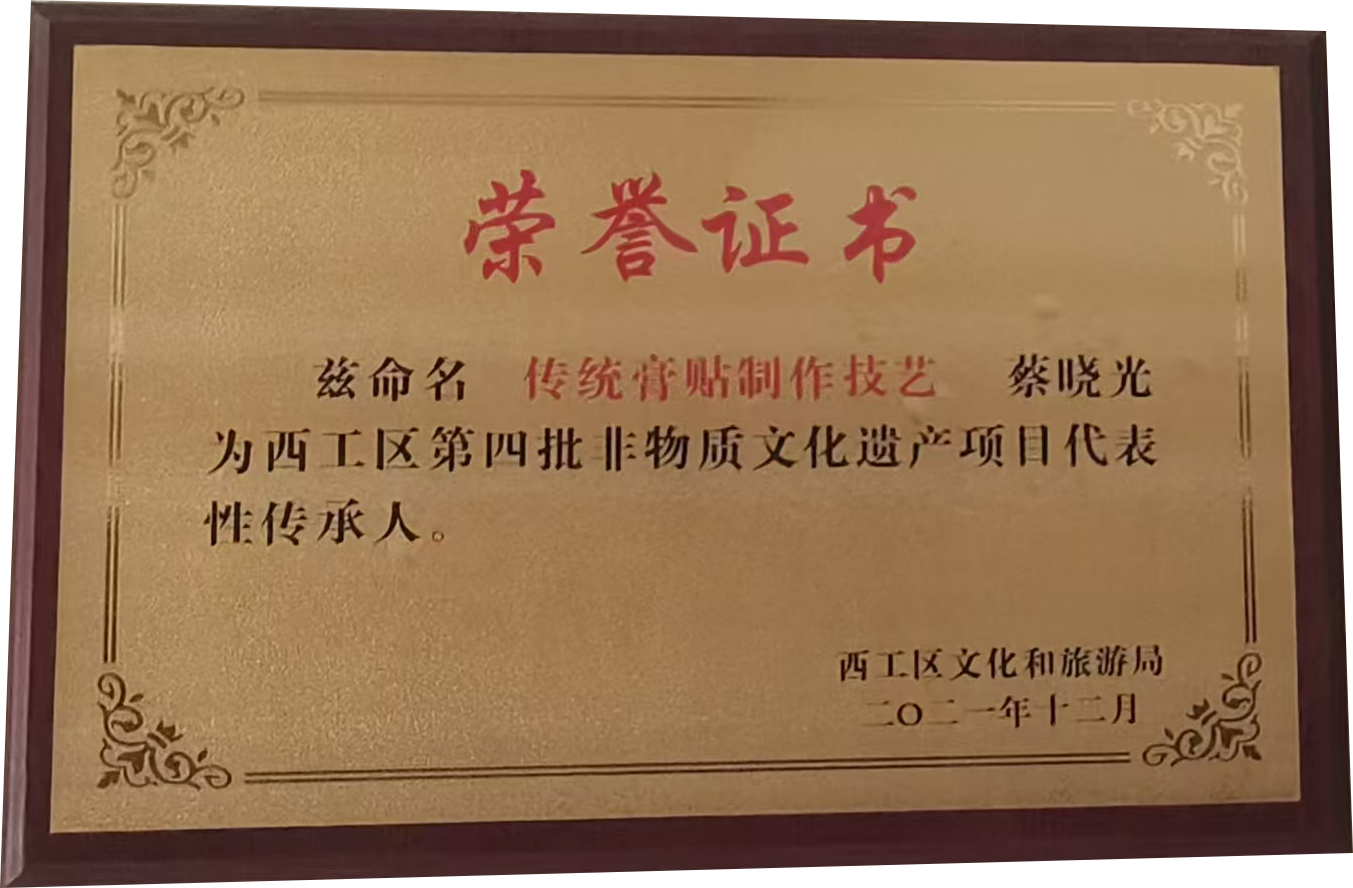 荣誉证书
兹命名 传统膏贴制作技艺 蔡晓光
为西工区第四批非物质文化遗产项目代表
性传承人。
西工区文化和旅游局
二〇二一年十二月